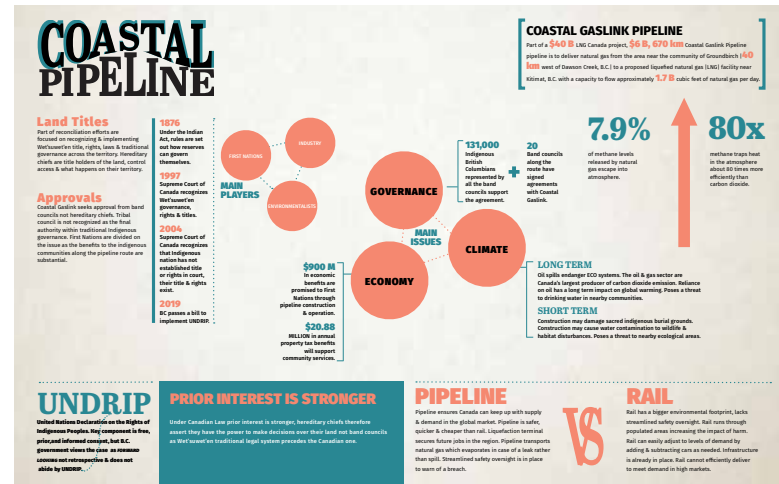 COASTAL
PIPELINE
COASTAL GASLINK PIPELINE
Part of a $40 B LNG Canada project, $6 B, 670 km Coastal Gaslink Pipeline
pipeline is to deliver natural gas from the area near the community of Groundbirch (40
km west of Dawson Creek, B.C.) to a proposed liquefied natural gas (LNG) facility near
Kitimat, B.C. with a capacity to flow approximately 1.7 B cubic feet of natural gas per day.
Land Titles
Part of reconciliation efforts are
focused on recognizing & implementing
Wet'suwet'en title, rights, laws & traditional
governance across the territory. Hereditary
chiefs are title holders of the land, control
access & what happens on their territory.
Approvals
Coastal Gaslink seeks approval from band
councils not hereditary chiefs. Tribal
council is not recognized as the final
authority within traditional Indigenous
governance. First Nations are divided on
the issue as the benefits to the indigenous
communities along the pipeline route are
substantial.
1876
Under the Indian
Act, rules are set
out how reserves
can govern
themselves.
1997
Supreme Court of
Canada recognizes
Wet'suwet'en
governance,
rights & titles.
2004
Supreme Court of
Canada recognizes
that Indigenous
nation has not
established title
or rights in court,
their title & rights
exist.
2019
BC passes a bill to
implement UNDRIP.
FIRST NATIONS
INDUSTRY
ENVIRONMENTALISTS
MAIN
PLAYERS
GOVERNANCE
CLIMATE
ECONOMY
MAIN
ISSUES
131,000
Indigenous
British
Columbians
represented by
all the band
councils support
the agreement.
20
Band councils
along the
route have
signed
agreements
with Coastal
Gaslink.
7.9%
of methane levels
released by natural
gas escape into
atmosphere.
80x
methane traps heat
in the atmosphere
about 80 times more
efficiently than
carbon dioxide.
$900 M
In economic
benefits are
promised to First
Nations through
pipeline construction
& operation.
$20.88
MILLION in annual
property tax benefits
will support
community services.
LONG TERM
Oil spills endanger ECO systems. The oil & gas sector are
Canada's largest producer of carbon dioxide emission. Reliance
on oil has a long term impact on global warming. Poses a threat
to drinking water in nearby communities.
SHORT TERM
Construction may damage sacred indigenous burial grounds.
Construction may cause water contamination to wildlife &
habitat disturbances. Poses a threat to nearby ecological areas.
UNDRIP
United Nations Declaration on the Rights of
Indigenous Peoples. Key component is free,
prior,and informed consent, but B.C.
government views the case as FORWARD
LOOKING not retrospective & does not
abide by UNDRIP.
PRIOR INTEREST IS STRONGER
Under Canadian Law prior interest is stronger, hereditary chiefs therefore
assert they have the power to make decisions over their land not band councils
as Wet'suwet'en traditional legal system precedes the Canadian one.
PIPELINE
Pipeline ensures Canada can keep up with supply
& demand in the global market. Pipeline is safer,
quicker & cheaper than rail. Liquefaction terminal
secures future jobs in the region. Pipeline transports
natural gas which evaporates in case of a leak rather
than spill. Streamlined safety oversight is in place
to warn of a breach.
VS
RAIL
Rail has a bigger environmental footprint, lacks
streamlined safety oversight. Rail runs through
populated areas increasing the impact of harm.
Rail can easily adjust to levels of demand by
adding & subtracting cars as needed. Infrastructure
is already in place. Rail cannot efficiently deliver
to meet demand in high markets.